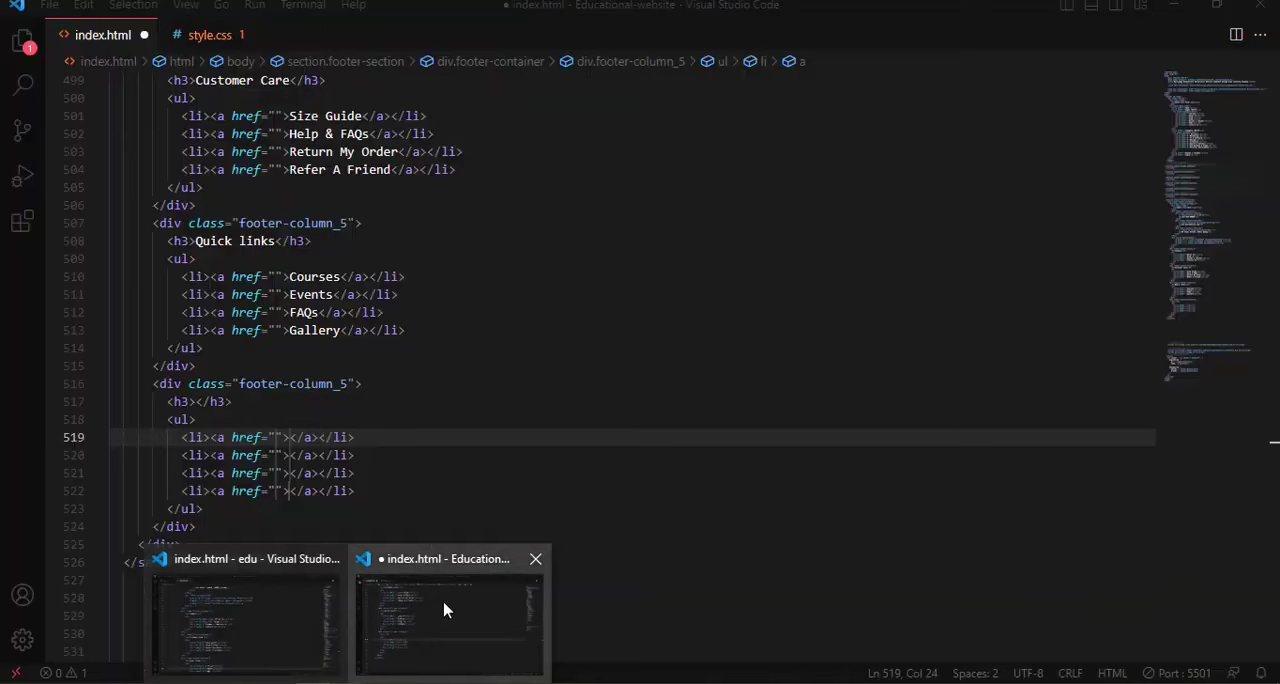 File Edit Selection View Go Run Terminal Help ● index.html - Educational-website - Visual Studio Code
index.html ● # style.css 1
1
index.html > html > body > section.footer-section > div.footer-container > div.footer-column_5 > ul > li > a
499 <h3>Customer Care</h3>
500 <ul>
501 <li><a href="">Size Guide</a></li>
502 <li><a href="">Help & FAQs</a></li>
503 <li><a href="">Return My Order</a></li>
504 <li><a href="">Refer A Friend</a></li>
505 </ul>
506 </div>
507 <div class="footer-column_5">
508 <h3>Quick links</h3>
509 <ul>
510 <li><a href="">Courses</a></li>
511 <li><a href="">Events</a></li>
512 <li><a href="">FAQs</a></li>
513 <li><a href="">Gallery</a></li>
514 </ul>
515 </div>
516 <div class="footer-column_5">
517 <h3></h3>
518 <ul>
519 <li><a href=""></a></li>
520 <li><a href=""></a></li>
521 <li><a href=""></a></li>
522 <li><a href=""></a></li>
523 </ul>
524 </div>
525 </div>
526 </s
index.html - edu - Visual Studio... ● index.html - Education...
527
528
529
530
531
0 1 Ln 519, Col 24 Spaces: 2 UTF-8 CRLF HTML Port : 5501